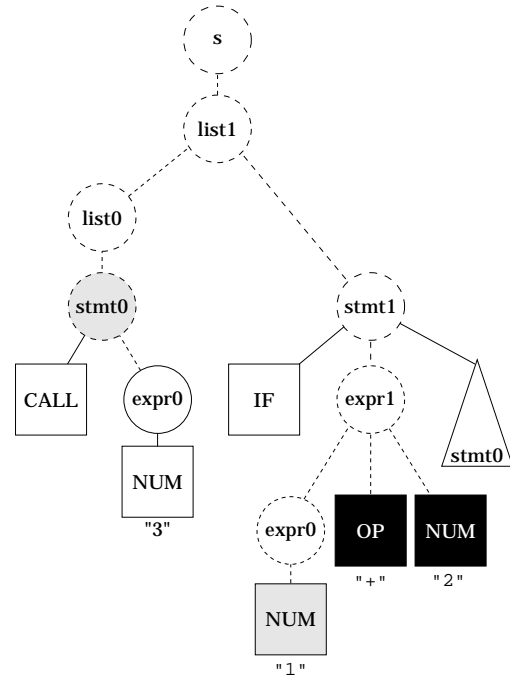 s
list1
list0
stmt0
stmt1
CALL
expr0
IF
expr1
stmt0
NUM
"3"
expr0
OP
NUM
"+"
"2"
NUM
"1"